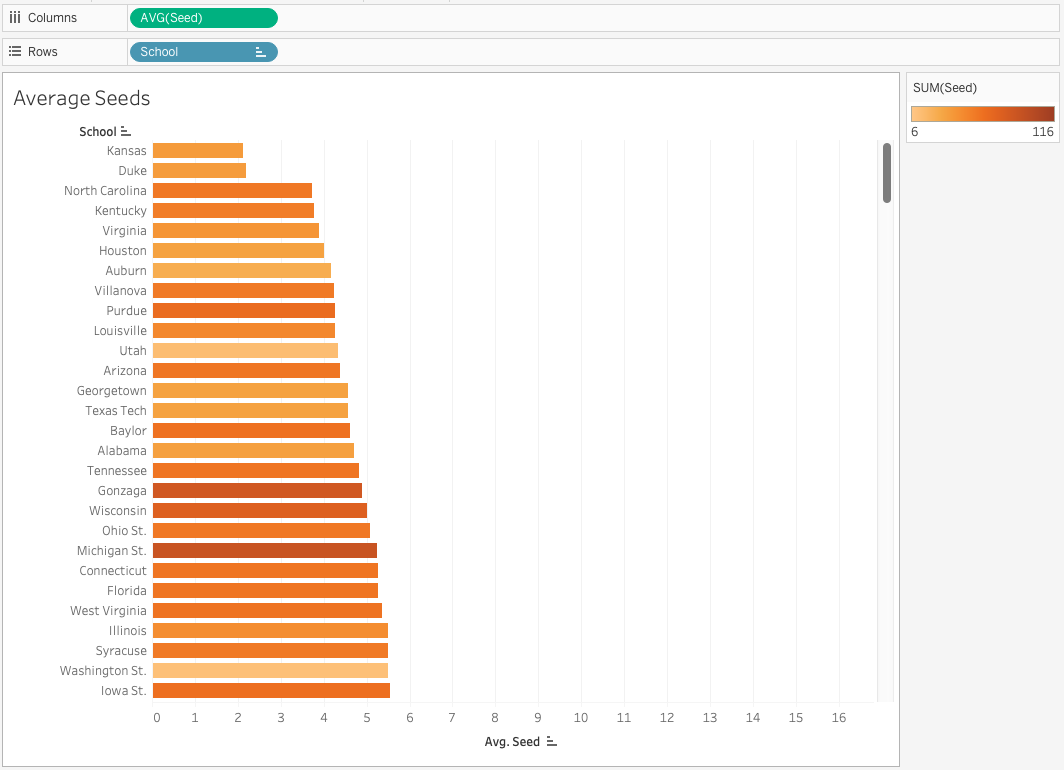 Columns
AVG(Seed)
Rows
School
Average Seeds
School
Kansas
Duke
North Carolina
Kentucky
Virginia
Houston
Auburn
Villanova
Purdue
Louisville
Utah
Arizona
Georgetown
Texas Tech
Baylor
Alabama
Tennessee
Gonzaga
Wisconsin
Ohio St.
Michigan St.
Connecticut
Florida
West Virginia
Illinois
Syracuse
Washington St.
Iowa St.
0 1 2 3 4 5 6 7 8 9 10 11 12 13 14 15 16
Avg. Seed
SUM(Seed)
6 116